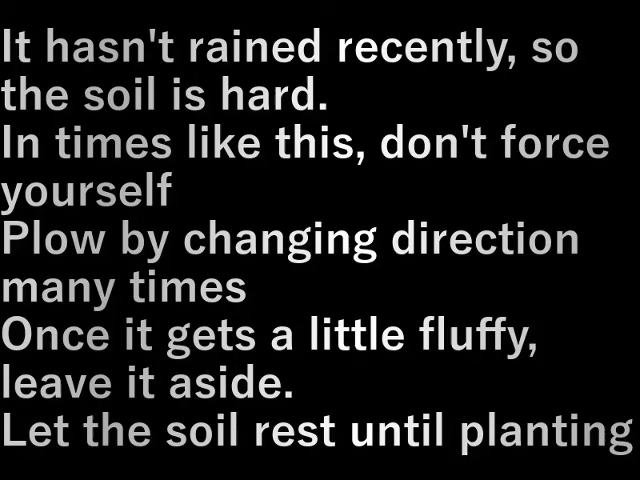 It hasn't rained recently, so
the soil is hard.
In times like this, don't force
yourself
Plow by changing direction
many times
Once it gets a little fluffy,
leave it aside.
Let the soil rest until planting